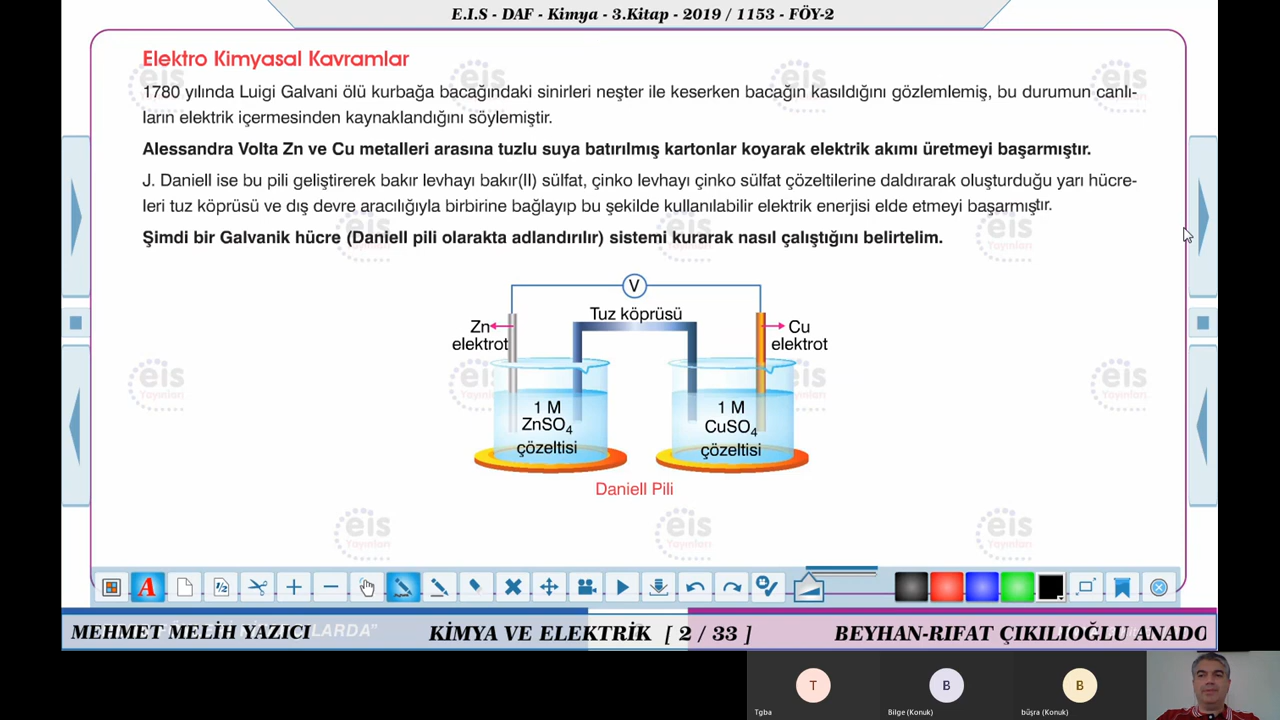 E.I.S - DAF - Kimya - 3.Kitap - 2019 / 1153 - FÖY-2
Elektro Kimyasal Kavramlar
1780 yılında Luigi Galvani ölü kurbağa bacağındaki sinirleri neşter ile keserken bacağın kasıldığını gözlemlemiş, bu durumun canlı-
ların elektrik içermesinden kaynaklandığını söylemiştir.
Alessandra Volta Zn ve Cu metalleri arasına tuzlu suya batırılmış kartonlar koyarak elektrik akımı üretmeyi başarmıştır.
J. Daniell ise bu pili geliştirerek bakır levhayı bakır(II) sülfat, çinko levhayı çinko sülfat çözeltilerine daldırarak oluşturduğu yarı hücre-
leri tuz köprüsü ve dış devre aracılığıyla birbirine bağlayıp bu şekilde kullanılabilir elektrik enerjisi elde etmeyi başarmıştır.
Şimdi bir Galvanik hücre (Daniell pili olarakta adlandırılır) sistemi kurarak nasıl çalıştığını belirtelim.
V
Tuz köprüsü
Zn
elektrot
Cu
elektrot
1 M
ZnSO₄
çözeltisi
1 M
CuSO₄
çözeltisi
Daniell Pili
eis
Yayınları
A
1/2
MEHMET MELİH YAZICI
KİMYA VE ELEKTRİK [ 2 / 33 ]
BEYHAN-RIFAT ÇIKILIOĞLU ANADO
T
Tgba
B
Bilge (Konuk)
B
büşra (Konuk)